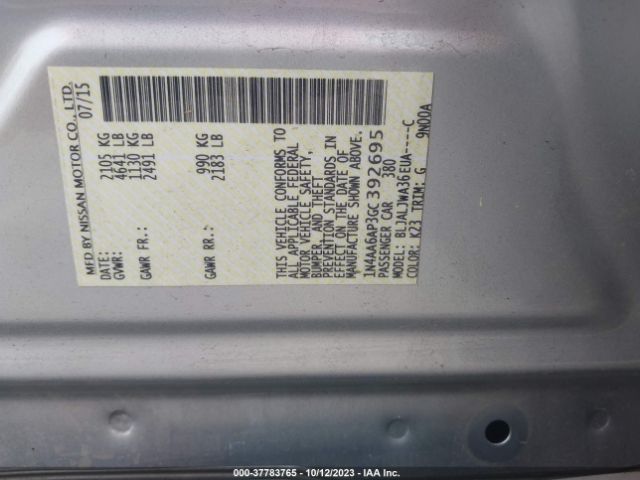 MFD BY NISSAN MOTOR CO., LTD.
DATE: 07/15
GVWR: 2105 KG
4641 LB
GAWR FR.: 1130 KG
2491 LB
GAWR RR.: 990 KG
2183 LB
THIS VEHICLE CONFORMS TO
ALL APPLICABLE FEDERAL
MOTOR VEHICLE SAFETY,
BUMPER, AND THEFT
PREVENTION STANDARDS IN
EFFECT ON THE DATE OF
MANUFACTURE SHOWN ABOVE.
1N4AA6AP3GC392695
PASSENGER CAR 380
MODEL: BLJALJWA36EUA----C
COLOR: K23 TRIM: G 9N00A
000-37783765 - 10/12/2023 - IAA Inc.